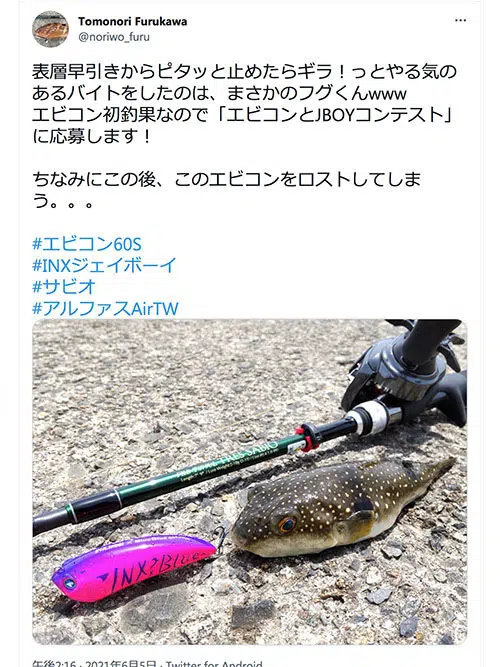 Tomonori Furukawa
@noriwo_furu
表層早引きからピタッと止めたらギラ！っとやる気の
あるバイトをしたのは、まさかのフグくんwww
エビコン初釣果なので「エビコンとJBOYコンテスト」
に応募します！
ちなみにこの後、このエビコンをロストしてしま
う。。。
#エビコン60S
#INXジェイボーイ
#サビオ
#アルファスAirTW
INX?Blue
午後2:16・2021年6月5日・Twitter for Android